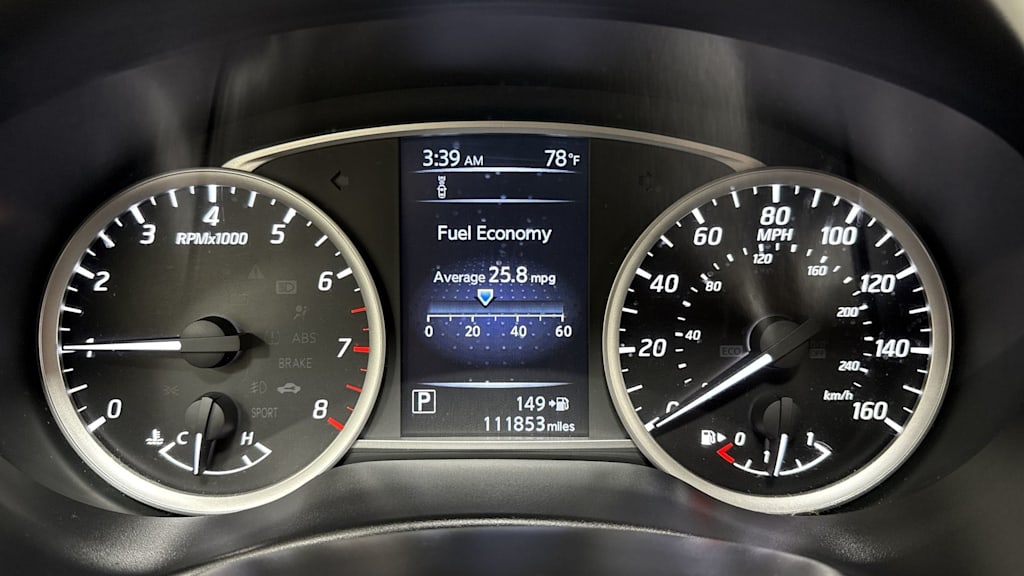 3:39 AM 78°F
Fuel Economy
Average 25.8 mpg
0 20 40 60
P
149
111853 miles
0 1 2 3 4 5 6 7 8
RPMx1000
ABS
BRAKE
SPORT
C H
0 20 40 60 80 100 120 140 160
MPH
40 80 120 160 200 240
km/h
ECO
0 1